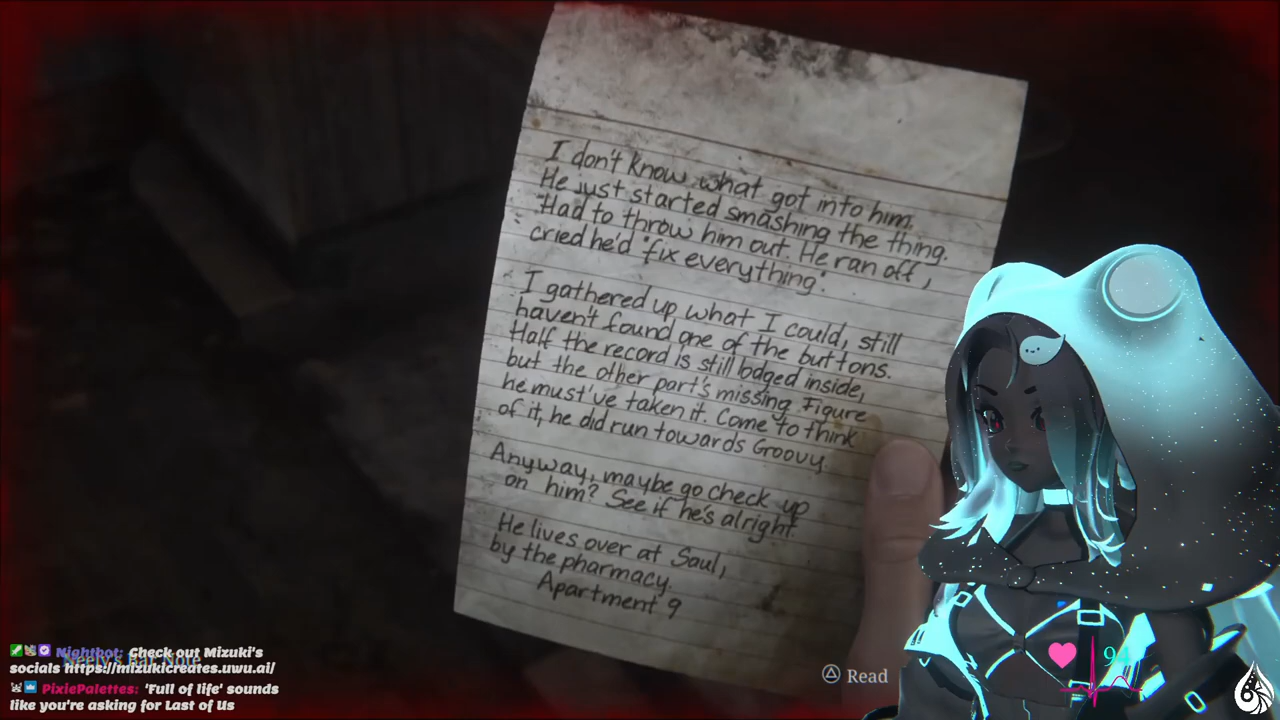 I don't know what got into him.
He just started smashing the thing.
Had to throw him out. He ran off,
cried he'd "fix everything".
I gathered up what I could, still
haven't found one of the buttons.
Half the record is still lodged inside,
but the other part's missing. Figure
he must've taken it. Come to think
of it, he did run towards Groovy.
Anyway, maybe go check up
on him? See if he's alright.
He lives over at Saul,
by the pharmacy.
Apartment 9
Read
Nightbot: Check out Mizuki's
socials https://mizukicreates.uwu.ai/
Neely's Bar Note
PixiePalettes: 'Full of life' sounds
like you're asking for Last of Us
6